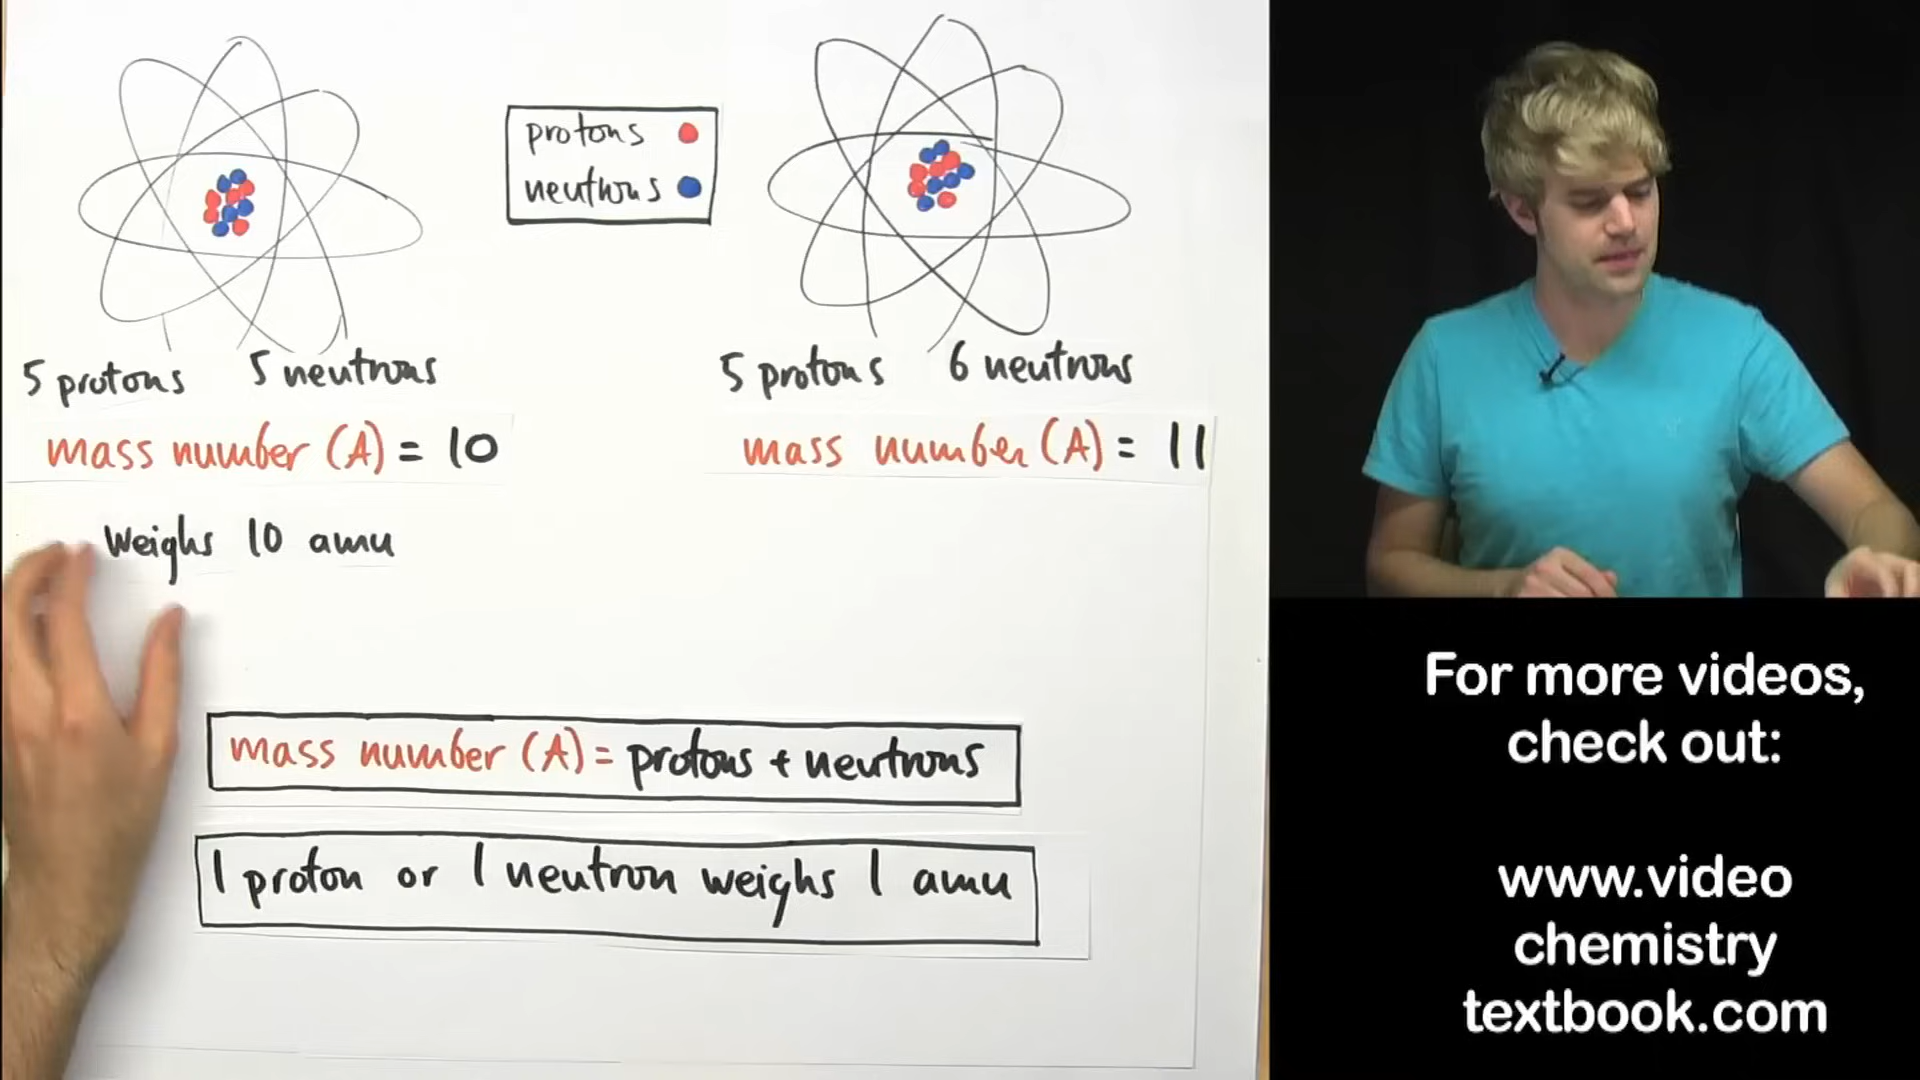 protons
neutrons
5 protons 5 neutrons
5 protons 6 neutrons
mass number (A) = 10
mass number (A) = 11
Weighs 10 amu
mass number (A) = protons + neutrons
1 proton or 1 neutron weighs 1 amu
For more videos,
check out:
www.video
chemistry
textbook.com